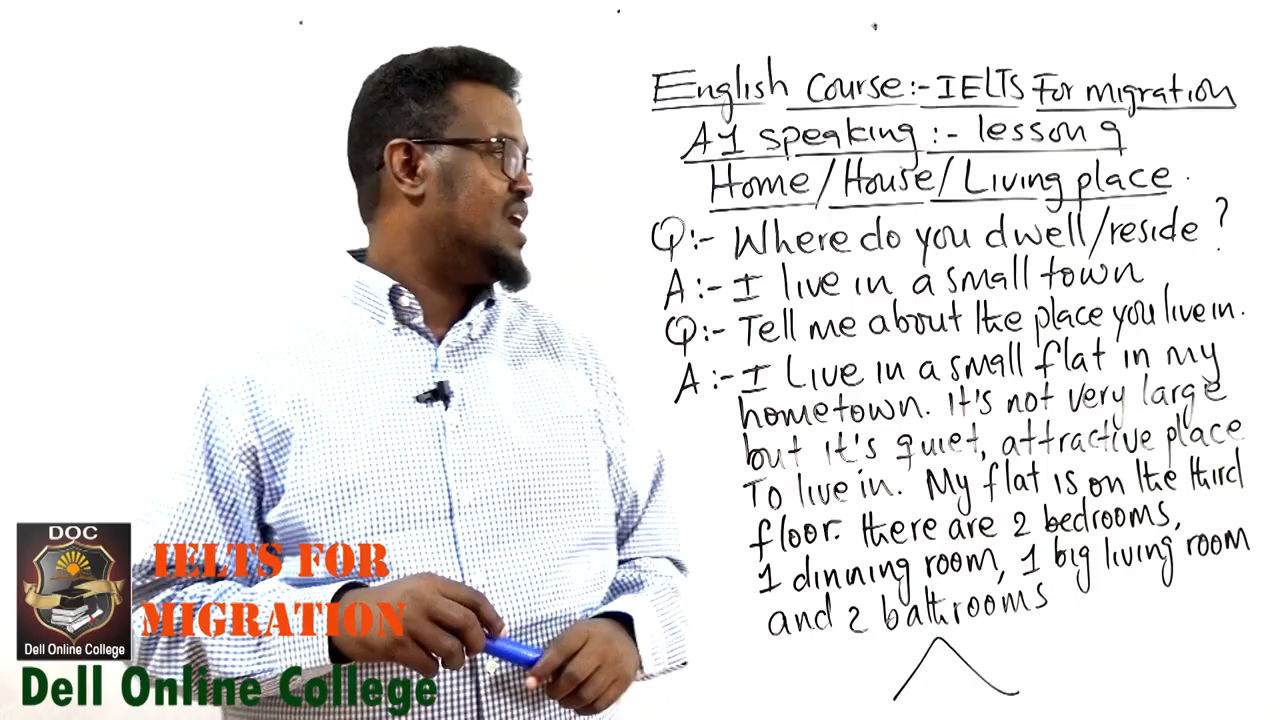 English Course:- IELTS For migration
A1 speaking:- lesson 9
Home/House/Living place
Q:- Where do you dwell/reside?
A:- I live in a small town
Q:- Tell me about the place you live in.
A:- I Live in a small flat in my
hometown. It's not very large
but it's quiet, attractive place
To live in. My flat is on the third
floor. there are 2 bedrooms,
1 dinning room, 1 big living room
and 2 bathrooms
DOC
Dell Online College
IELTS FOR
MIGRATION
Dell Online College